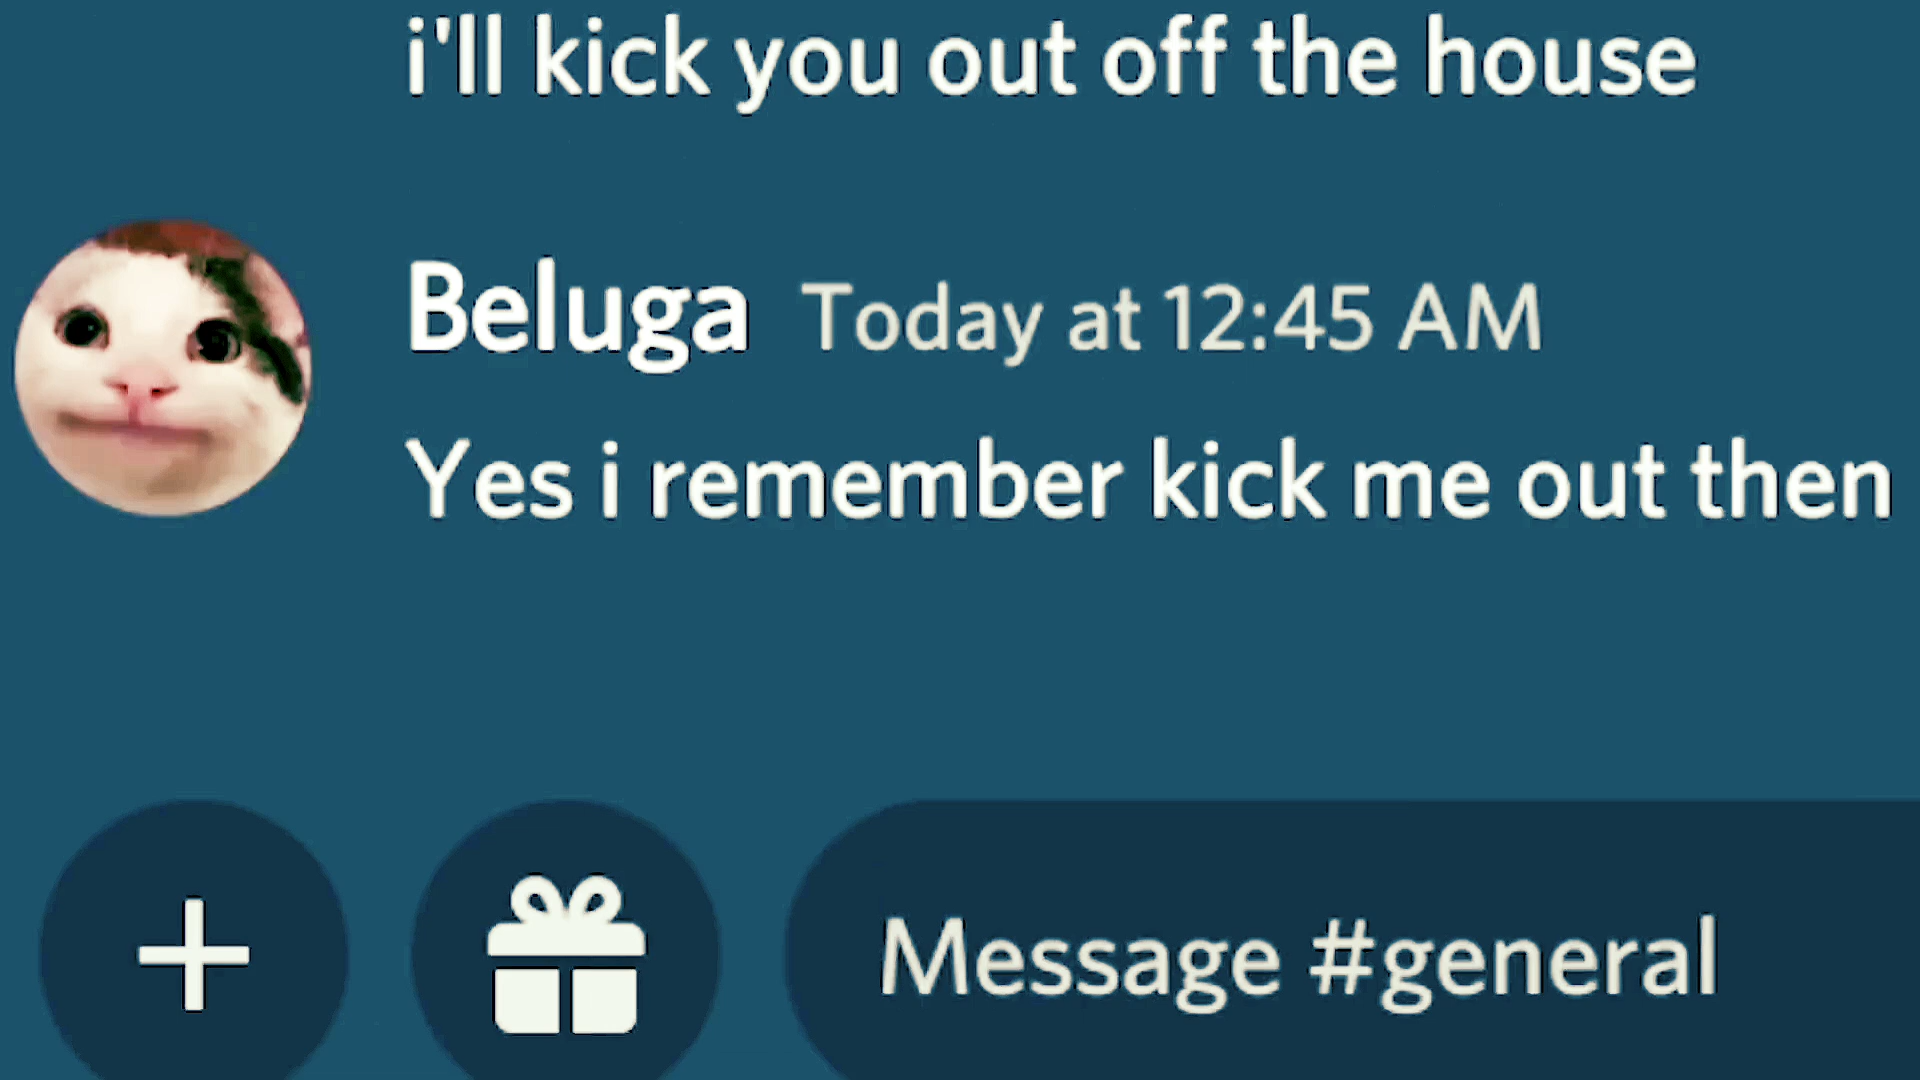 i'll kick you out off the house
Beluga Today at 12:45 AM
Yes i remember kick me out then
Message #general